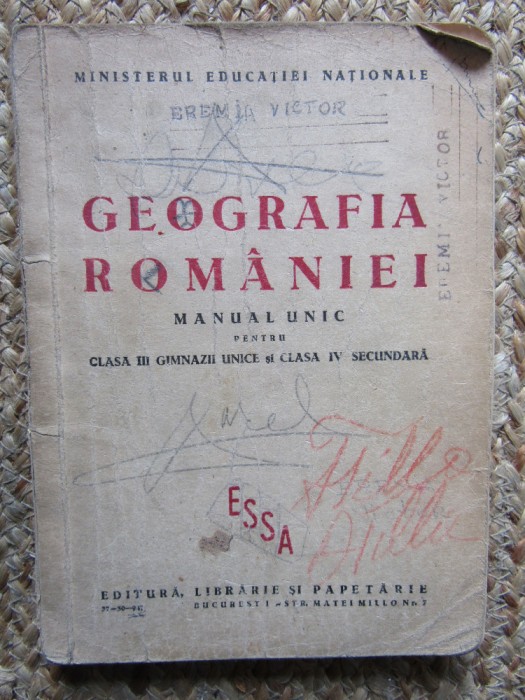 MINISTERUL EDUCAȚIEI NAȚIONALE
EREMIA VICTOR
EREMI VICTOR
GEOGRAFIA
ROMÂNIEI
MANUAL UNIC
PENTRU
CLASA III GIMNAZII UNICE și CLASA IV SECUNDARĂ
ESSA
EDITURĂ, LIBRĂRIE ȘI PAPETĂRIE
BUCUREȘTI - STR. MATEI MILLO, Nr. 7